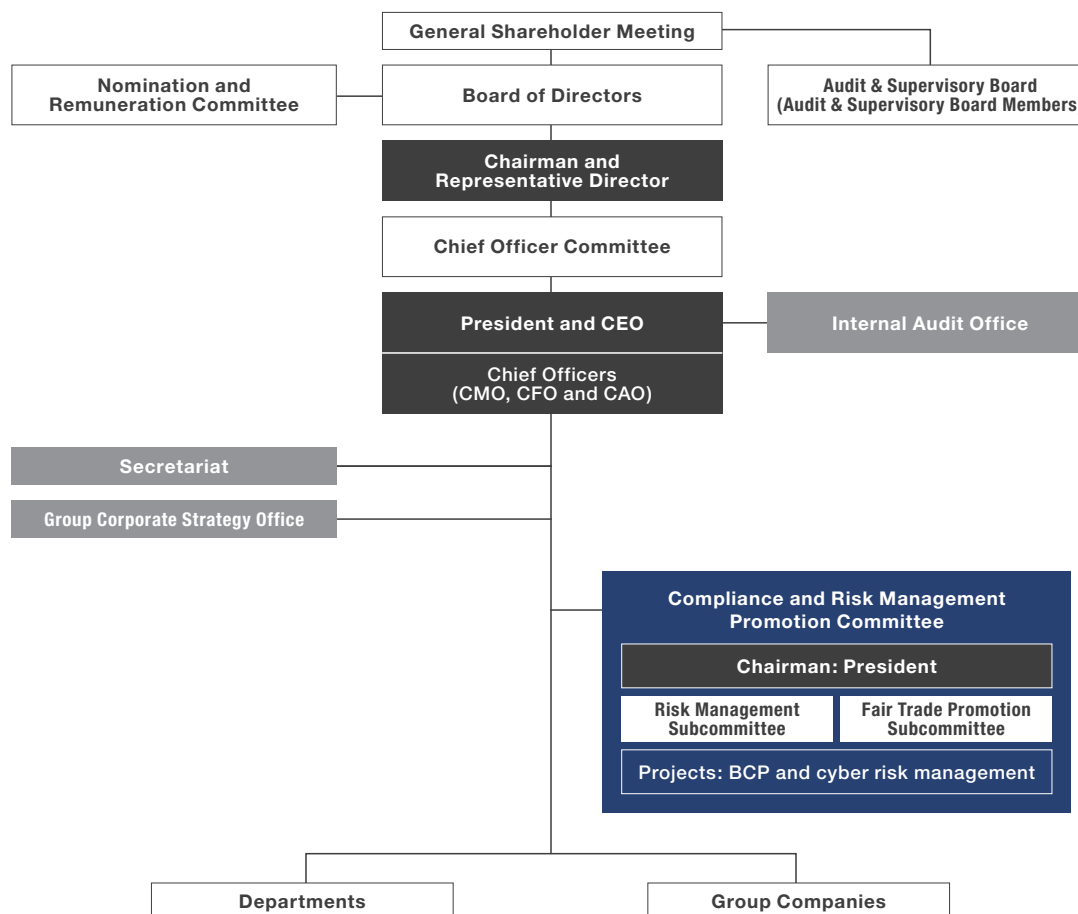 General Shareholder Meeting
Nomination and
Remuneration Committee
Board of Directors
Audit & Supervisory Board
(Audit & Supervisory Board Members
Chairman and
Representative Director
Chief Officer Committee
President and CEO
Internal Audit Office
Chief Officers
(CMO, CFO and CAO)
Secretariat
Group Corporate Strategy Office
Compliance and Risk Management
Promotion Committee
Chairman: President
Risk Management
Subcommittee
Fair Trade Promotion
Subcommittee
Projects: BCP and cyber risk management
Departments
Group Companies